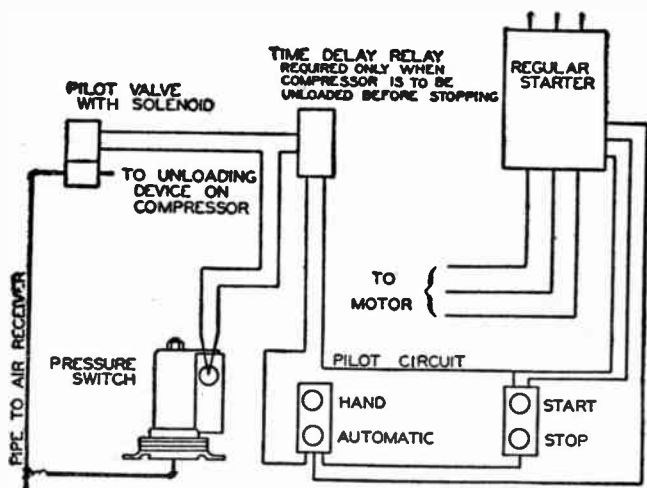 TIME DELAY RELAY
REQUIRED ONLY WHEN
COMPRESSOR IS TO BE
UNLOADED BEFORE STOPPING
REGULAR
STARTER
PILOT VALVE
WITH SOLENOID
TO UNLOADING
DEVICE ON
COMPRESSOR
TO
MOTOR
PIPE TO AIR RECEIVER
PRESSURE
SWITCH
PILOT CIRCUIT
HAND
AUTOMATIC
START
STOP